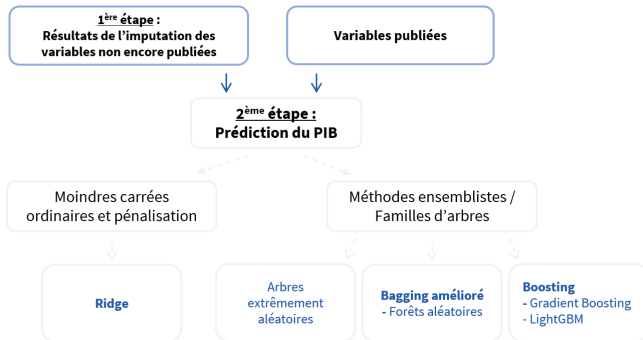 1ère étape :
Résultats de l'imputation des
variables non encore publiées
Variables publiées
2ème étape :
Prédiction du PIB
Moindres carrées
ordinaires et pénalisation
Méthodes ensemblistes /
Familles d'arbres
Ridge
Arbres
extrêmement
aléatoires
Bagging amélioré
- Forêts aléatoires
Boosting
- Gradient Boosting
- LightGBM